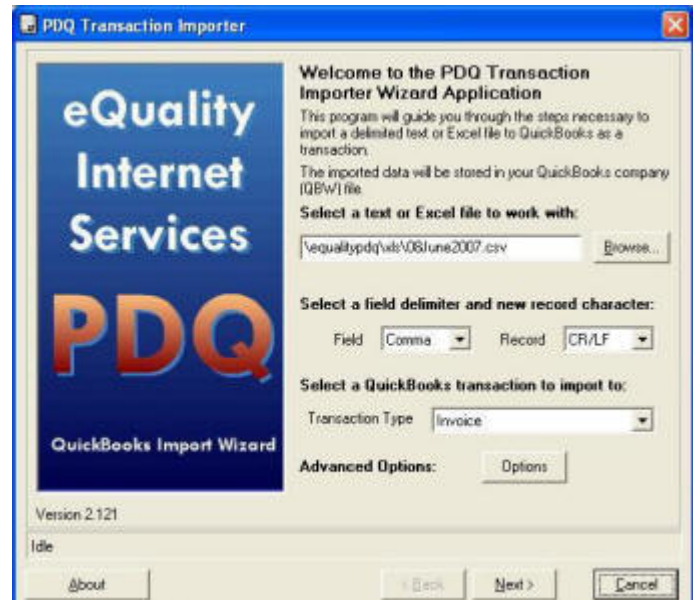 PDQ Transaction Importer
eQuality
Internet
Services
PDQ
QuickBooks Import Wizard
Version 2.121
Welcome to the PDQ Transaction
Importer Wizard Application
This program will guide you through the steps necessary to
import a delimited text or Excel file to QuickBooks as a
transaction.
The imported data will be stored in your QuickBooks company
(QBW) file.
Select a text or Excel file to work with:
\equalitypdq\xls\08June2007.csv Browse...
Select a field delimiter and new record character:
Field Comma Record CR/LF
Select a QuickBooks transaction to import to:
Transaction Type Invoice
Advanced Options: Options
Idle
About < Back Next > Cancel